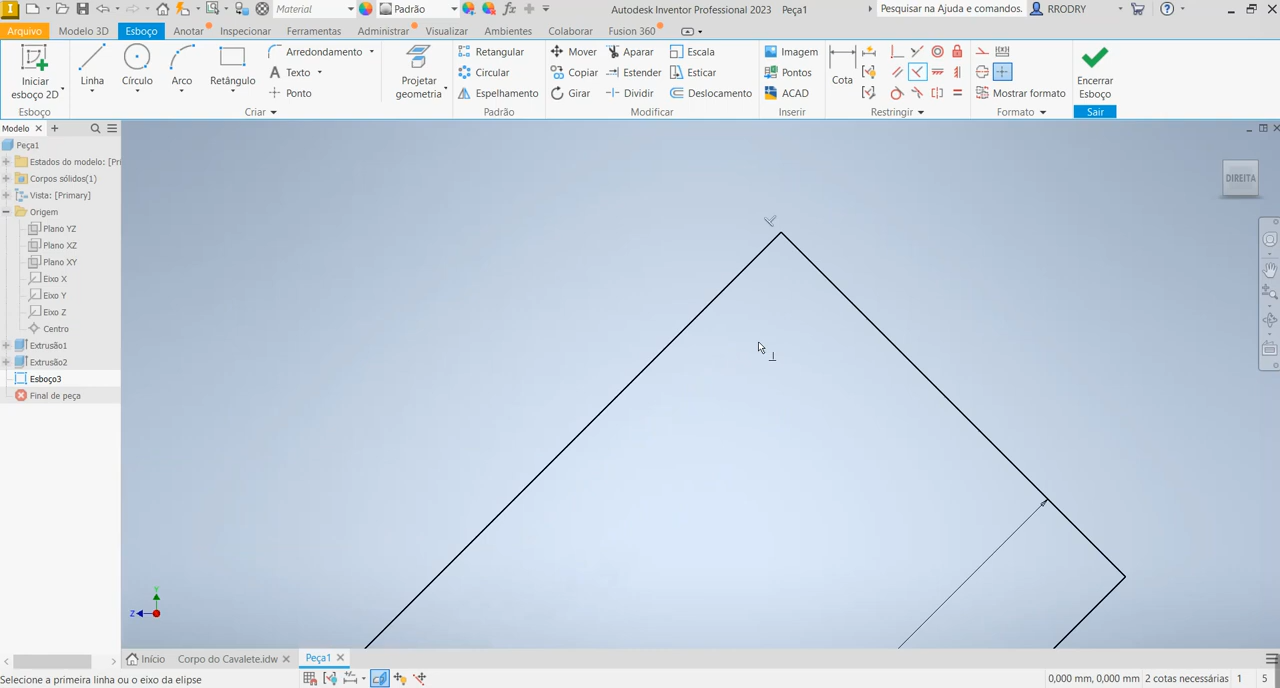 Material
Padrão
Autodesk Inventor Professional 2023 Peça1
Pesquisar na Ajuda e comandos.
RRODRY
Arquivo Modelo 3D Esboço Anotar Inspecionar Ferramentas Administrar Visualizar Ambientes Colaborar Fusion 360
Iniciar esboço 2D
Linha
Círculo
Arco
Retângulo
Arredondamento
Texto
Ponto
Projetar geometria
Retangular
Circular
Espelhamento
Mover
Copiar
Girar
Aparar
Estender
Dividir
Escala
Esticar
Deslocamento
Imagem
Pontos
ACAD
Cota
Mostrar formato
Encerrar Esboço
Esboço
Criar
Padrão
Modificar
Inserir
Restringir
Formato
Sair
Modelo
Peça1
Estados do modelo: [Pri
Corpos sólidos(1)
Vista: [Primary]
Origem
Plano YZ
Plano XZ
Plano XY
Eixo X
Eixo Y
Eixo Z
Centro
Extrusão1
Extrusão2
Esboço3
Final de peça
DIREITA
Y
Z
Início
Corpo do Cavalete.idw
Peça1
Selecione a primeira linha ou o eixo da elipse
0,000 mm, 0,000 mm 2 cotas necessárias 1 5